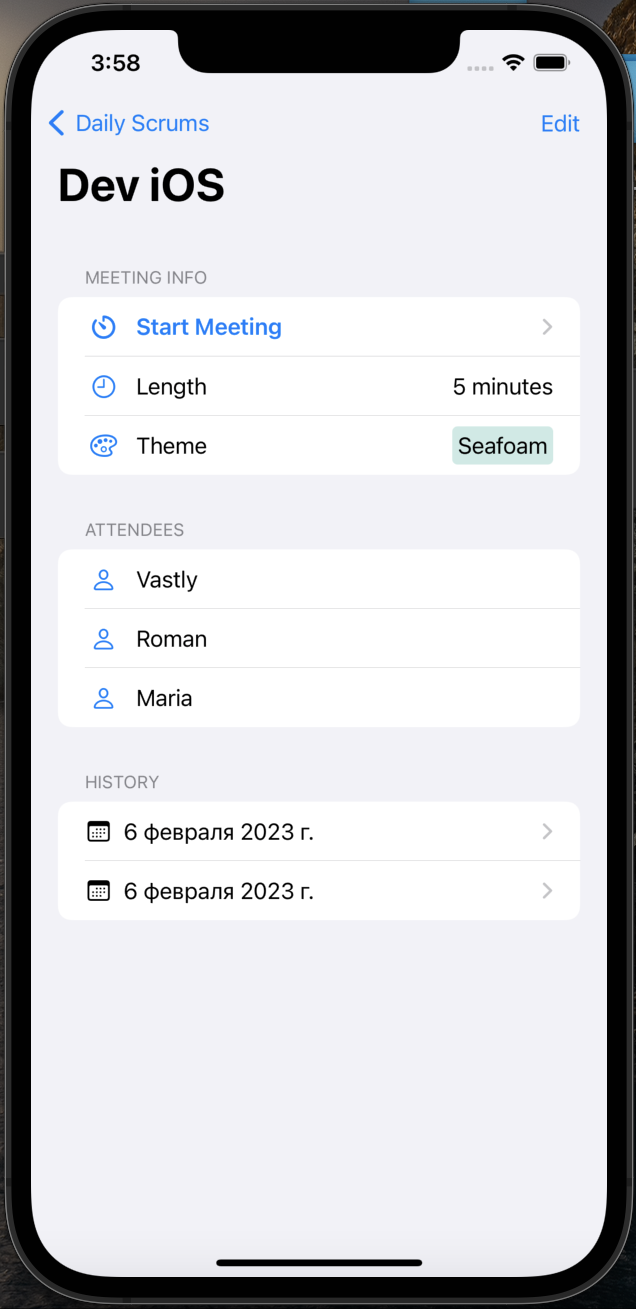 3:58
Daily Scrums Edit
Dev iOS
MEETING INFO
Start Meeting
Length 5 minutes
Theme Seafoam
ATTENDEES
Vastly
Roman
Maria
HISTORY
6 февраля 2023 г.
6 февраля 2023 г.